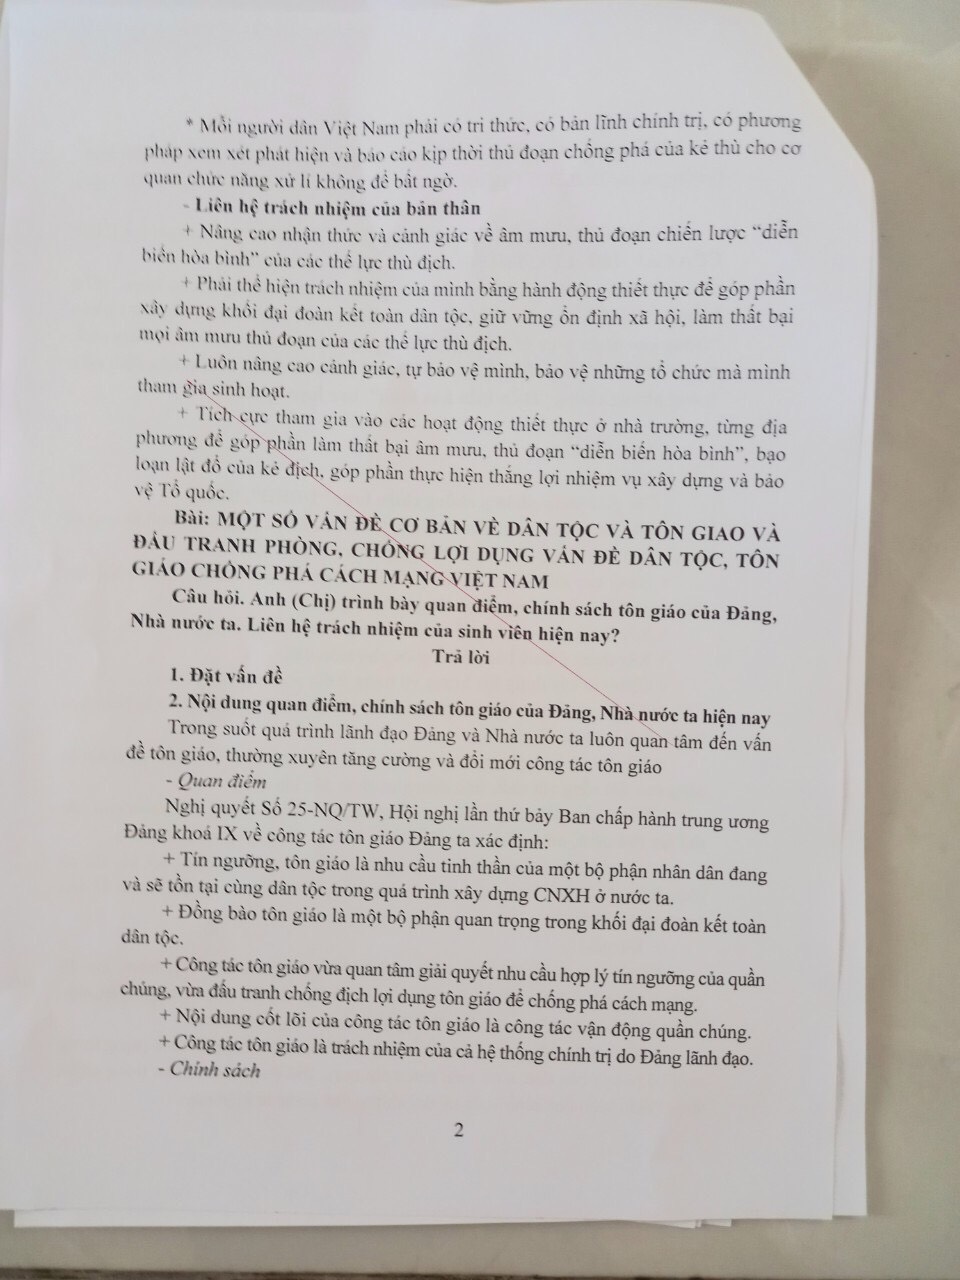 * Mỗi người dân Việt Nam phải có tri thức, có bản lĩnh chính trị, có phương
pháp xem xét phát hiện và báo cáo kịp thời thủ đoạn chống phá của kẻ thù cho cơ
quan chức năng xử lí không để bất ngờ.
- Liên hệ trách nhiệm của bản thân
+ Nâng cao nhận thức và cảnh giác về âm mưu, thủ đoạn chiến lược “diễn
biến hòa bình” của các thế lực thù địch.
+ Phải thể hiện trách nhiệm của mình bằng hành động thiết thực để góp phần
xây dựng khối đại đoàn kết toàn dân tộc, giữ vững ổn định xã hội, làm thất bại
mọi âm mưu thủ đoạn của các thế lực thù địch.
+ Luôn nâng cao cảnh giác, tự bảo vệ mình, bảo vệ những tổ chức mà mình
tham gia sinh hoạt.
+ Tích cực tham gia vào các hoạt động thiết thực ở nhà trường, từng địa
phương để góp phần làm thất bại âm mưu, thủ đoạn “diễn biến hòa bình”, bạo
loạn lật đổ của kẻ địch, góp phần thực hiện thắng lợi nhiệm vụ xây dựng và bảo
vệ Tổ quốc.
Bài: MỘT SỐ VẤN ĐỀ CƠ BẢN VỀ DÂN TỘC VÀ TÔN GIAO VÀ
ĐẤU TRANH PHÒNG, CHỐNG LỢI DỤNG VẤN ĐỀ DÂN TỘC, TÔN
GIÁO CHỐNG PHÁ CÁCH MẠNG VIỆT NAM
Câu hỏi. Anh (Chị) trình bày quan điểm, chính sách tôn giáo của Đảng,
Nhà nước ta. Liên hệ trách nhiệm của sinh viên hiện nay?
Trả lời
1. Đặt vấn đề
2. Nội dung quan điểm, chính sách tôn giáo của Đảng, Nhà nước ta hiện nay
Trong suốt quá trình lãnh đạo Đảng và Nhà nước ta luôn quan tâm đến vấn
đề tôn giáo, thường xuyên tăng cường và đổi mới công tác tôn giáo
- Quan điểm
Nghị quyết Số 25-NQ/TW, Hội nghị lần thứ bảy Ban chấp hành trung ương
Đảng khoá IX về công tác tôn giáo Đảng ta xác định:
+ Tín ngưỡng, tôn giáo là nhu cầu tinh thần của một bộ phận nhân dân đang
và sẽ tồn tại cùng dân tộc trong quá trình xây dựng CNXH ở nước ta.
+ Đồng bào tôn giáo là một bộ phận quan trọng trong khối đại đoàn kết toàn
dân tộc.
+ Công tác tôn giáo vừa quan tâm giải quyết nhu cầu hợp lý tín ngưỡng của quần
chúng, vừa đấu tranh chống địch lợi dụng tôn giáo để chống phá cách mạng.
+ Nội dung cốt lõi của công tác tôn giáo là công tác vận động quần chúng.
+ Công tác tôn giáo là trách nhiệm của cả hệ thống chính trị do Đảng lãnh đạo.
- Chính sách
2